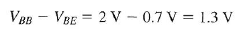 V_BB − V_BE = 2 V − 0.7 V = 1.3 V